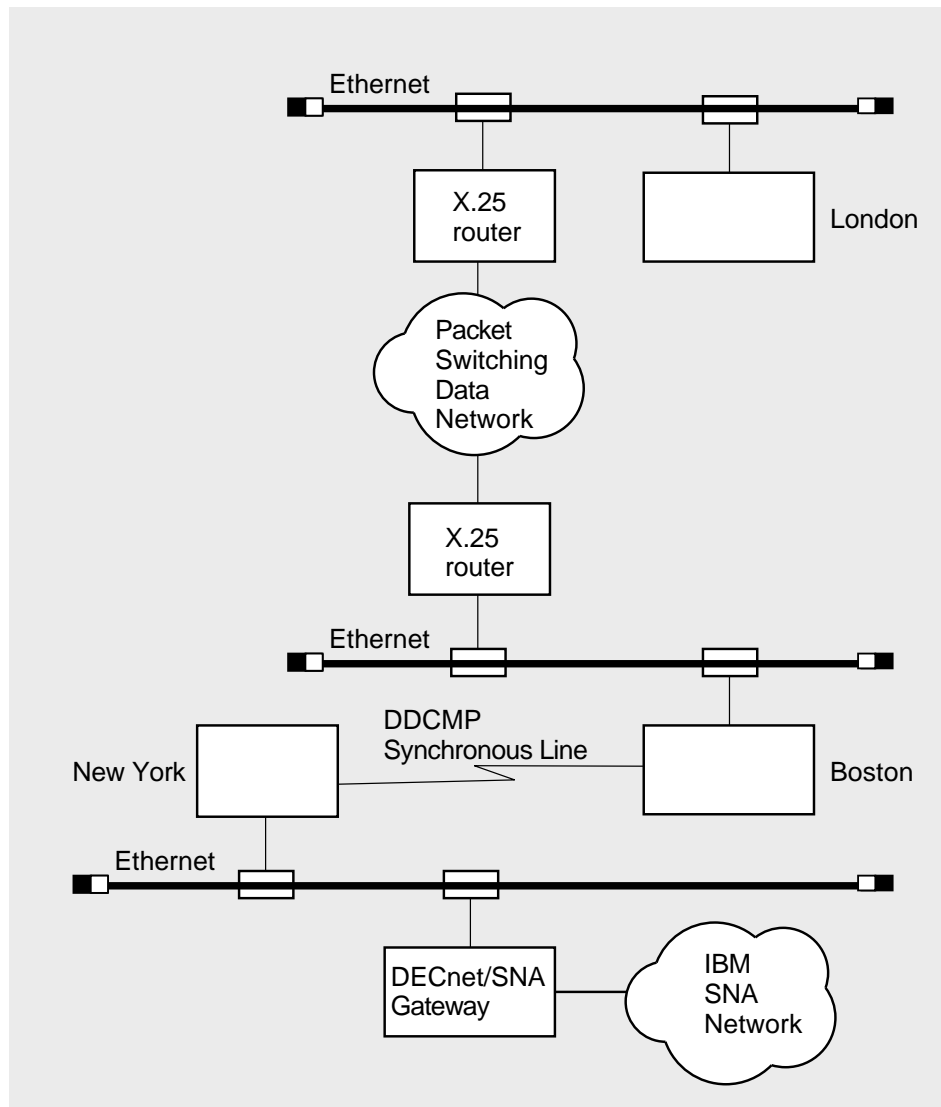 Ethernet
X.25
router
London
Packet
Switching
Data
Network
X.25
router
Ethernet
DDCMP
Synchronous Line
New York
Boston
Ethernet
DECnet/SNA
Gateway
IBM
SNA
Network